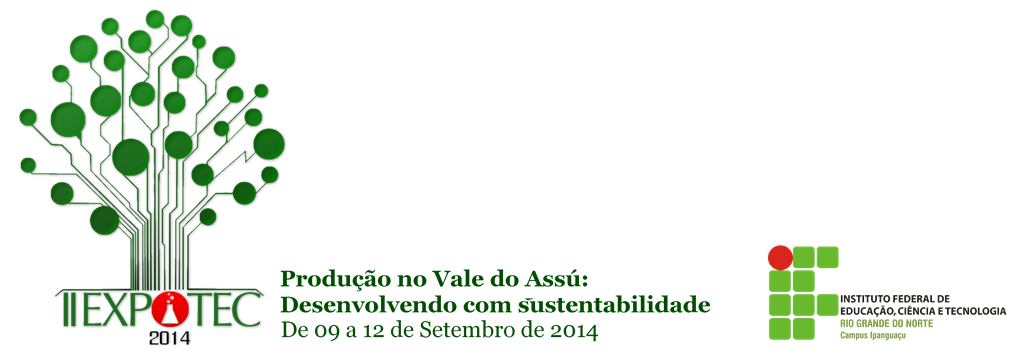 II EXPOTEC
2014
Produção no Vale do Assú:
Desenvolvendo com sustentabilidade
De 09 a 12 de Setembro de 2014
INSTITUTO FEDERAL DE
EDUCAÇÃO, CIÊNCIA E TECNOLOGIA
RIO GRANDE DO NORTE
Campus Ipanguaçu